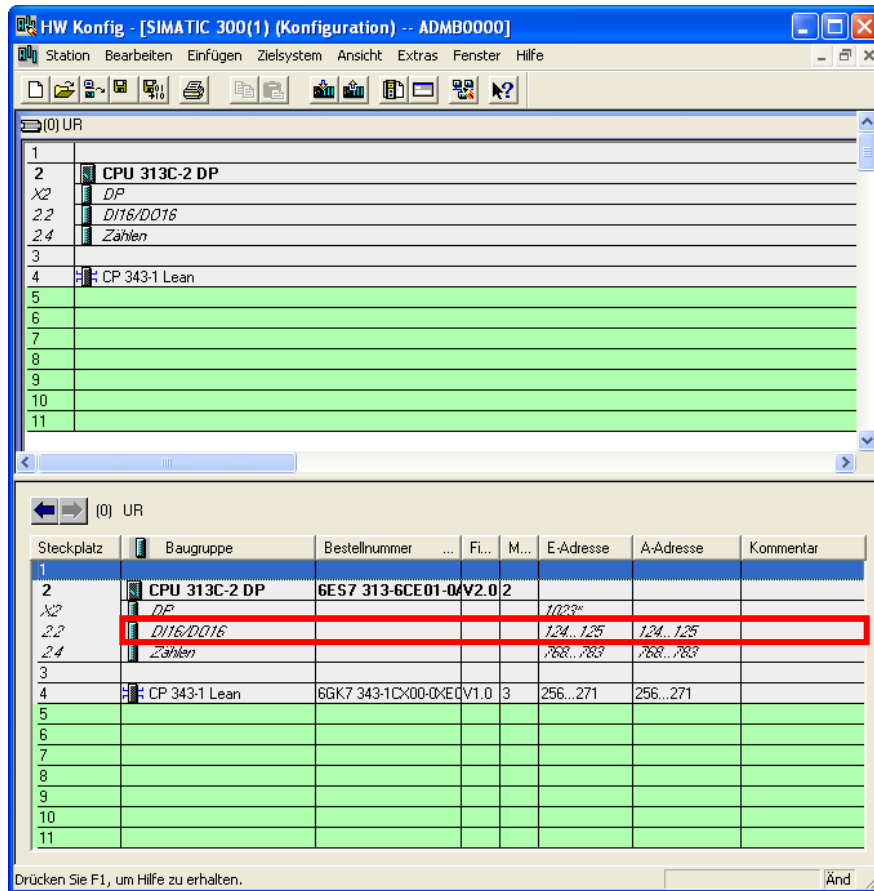 HW Konfig - [SIMATIC 300(1) (Konfiguration) -- ADMB0000]
Station Bearbeiten Einfügen Zielsystem Ansicht Extras Fenster Hilfe
(0) UR
1
2 CPU 313C-2 DP
X2 DP
2.2 DI16/DO16
2.4 Zählen
3
4 CP 343-1 Lean
5
6
7
8
9
10
11
(0) UR
Steckplatz Baugruppe Bestellnummer ... Fi... M... E-Adresse A-Adresse Kommentar
1
2 CPU 313C-2 DP 6ES7 313-6CE01-0A V2.0 2
X2 DP 1023*
2.2 DI16/DO16 124...125 124...125
2.4 Zählen 768...783 768...783
3
4 CP 343-1 Lean 6GK7 343-1CX00-0XE0 V1.0 3 256...271 256...271
5
6
7
8
9
10
11
Drücken Sie F1, um Hilfe zu erhalten. Änd